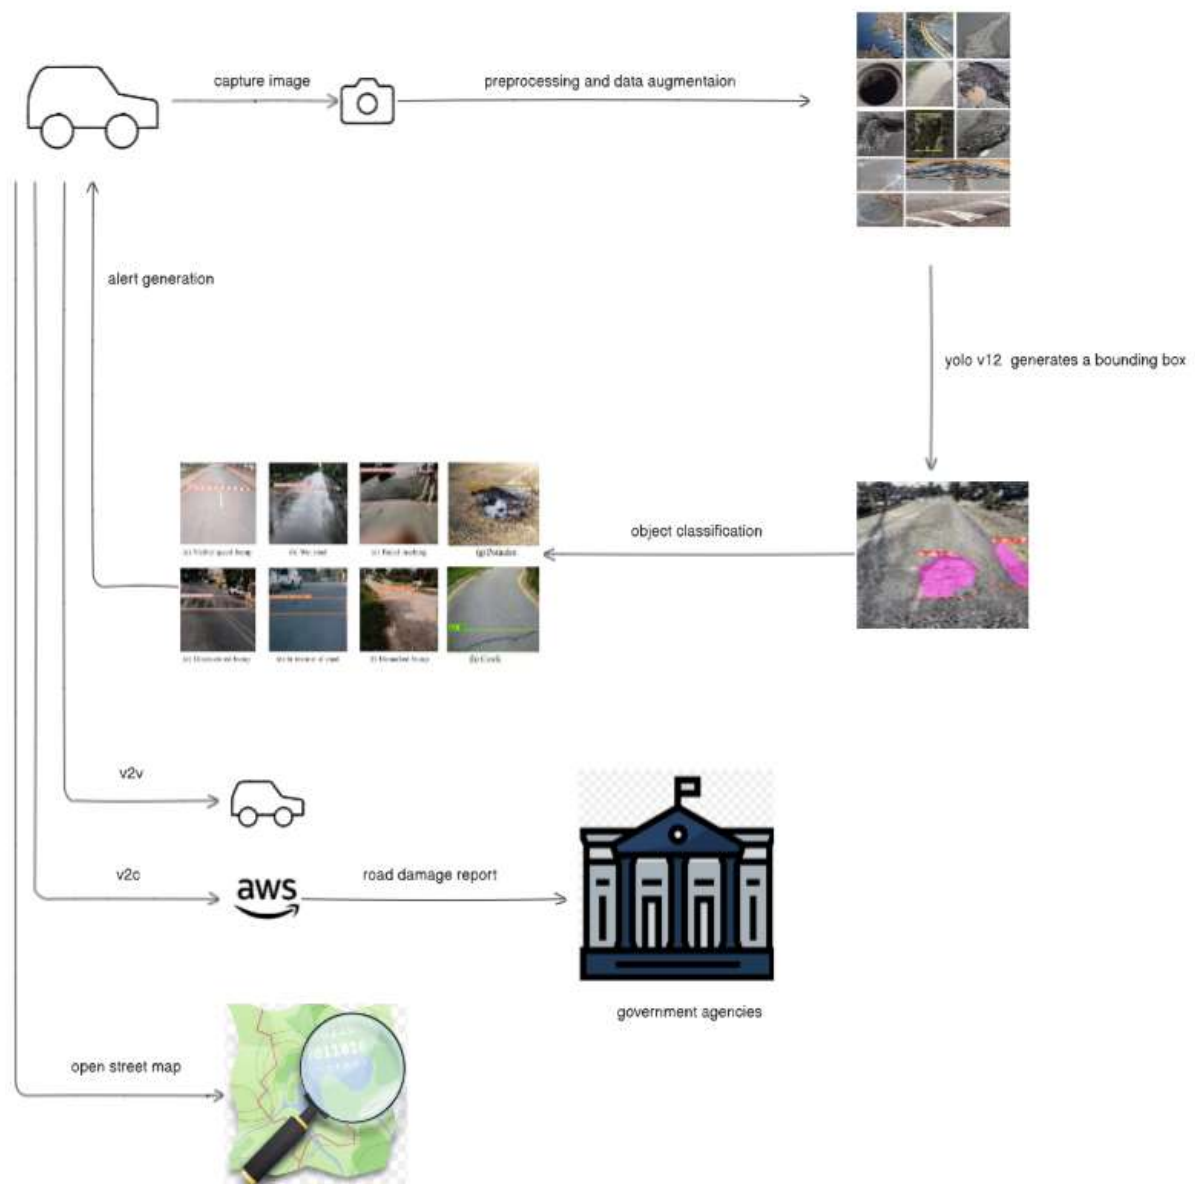 capture image
preprocessing and data augmentaion
alert generation
yolo v12 generates a bounding box
object classification
(g) Potholes
v2v
v2c
aws
road damage report
government agencies
open street map